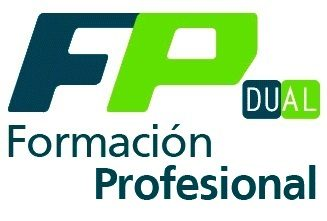 FP
DUAL
Formación
Profesional